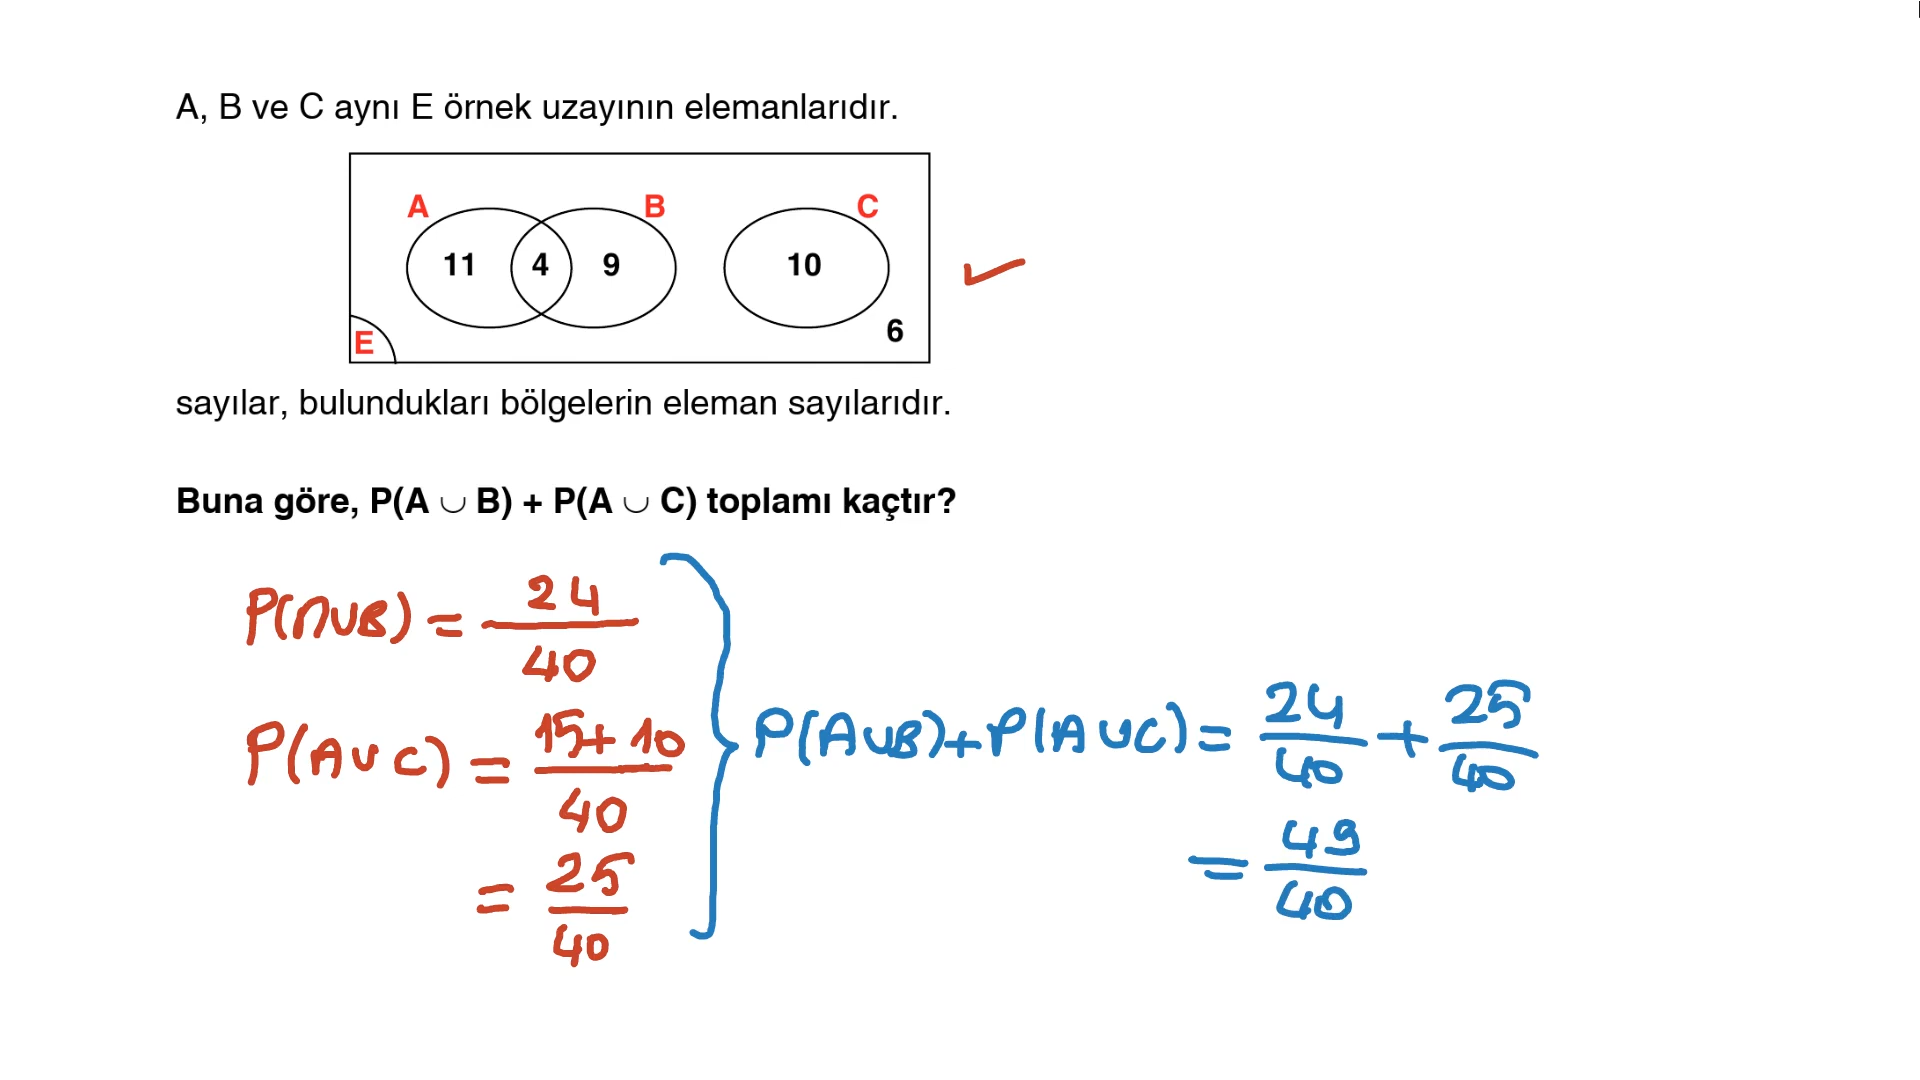 A, B ve C aynı E örnek uzayının elemanlarıdır.
A B C
11 4 9 10
E 6
sayılar, bulundukları bölgelerin eleman sayılarıdır.
Buna göre, P(A ∪ B) + P(A ∪ C) toplamı kaçtır?
P(A∪B) = 24/40
P(A∪C) = 15+10/40
= 25/40
P(A∪B)+P(A∪C) = 24/40 + 25/40
= 49/40